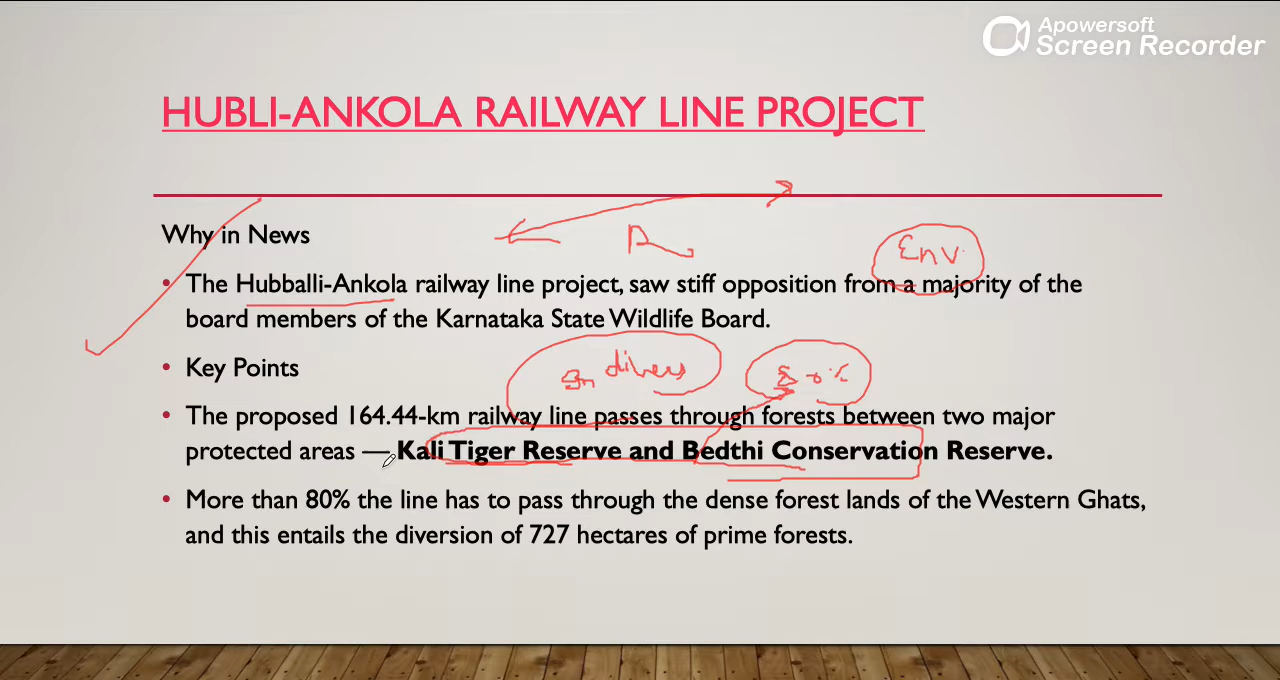 Apowersoft
Screen Recorder
HUBLI-ANKOLA RAILWAY LINE PROJECT
Why in News
Env.
• The Hubballi-Ankola railway line project, saw stiff opposition from a majority of the
board members of the Karnataka State Wildlife Board.
• Key Points
• The proposed 164.44-km railway line passes through forests between two major
protected areas — Kali Tiger Reserve and Bedthi Conservation Reserve.
• More than 80% the line has to pass through the dense forest lands of the Western Ghats,
and this entails the diversion of 727 hectares of prime forests.